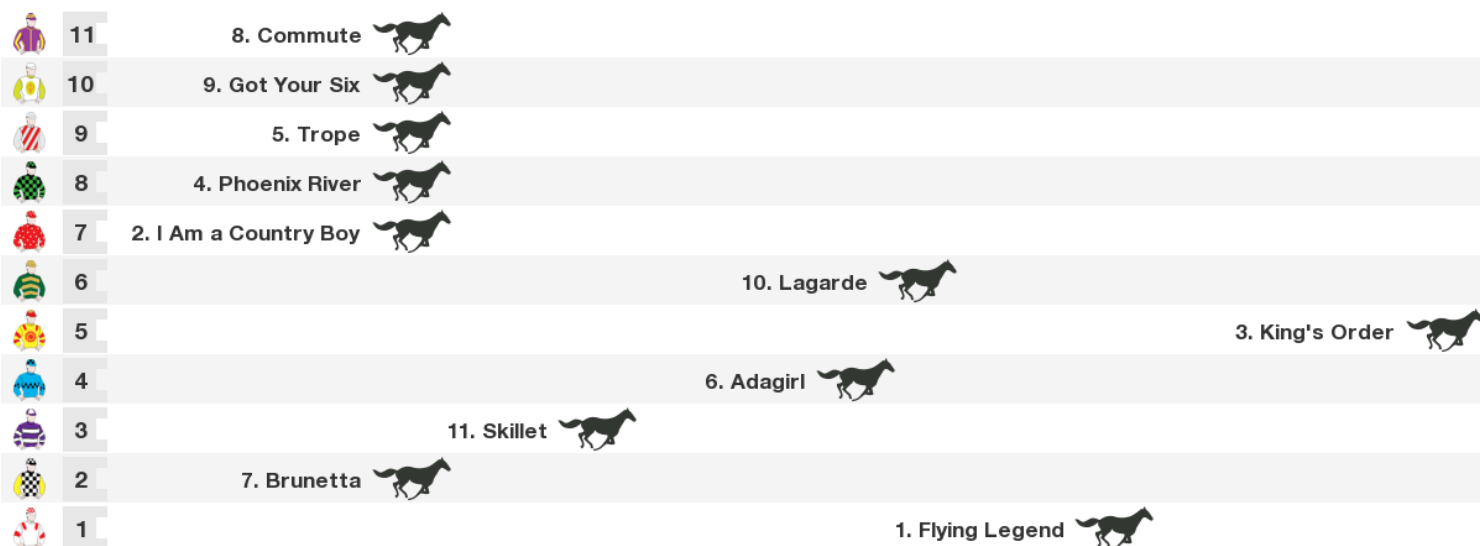 11 8. Commute
10 9. Got Your Six
9 5. Trope
8 4. Phoenix River
7 2. I Am a Country Boy
6 10. Lagarde
5 3. King's Order
4 6. Adagirl
3 11. Skillet
2 7. Brunetta
1 1. Flying Legend